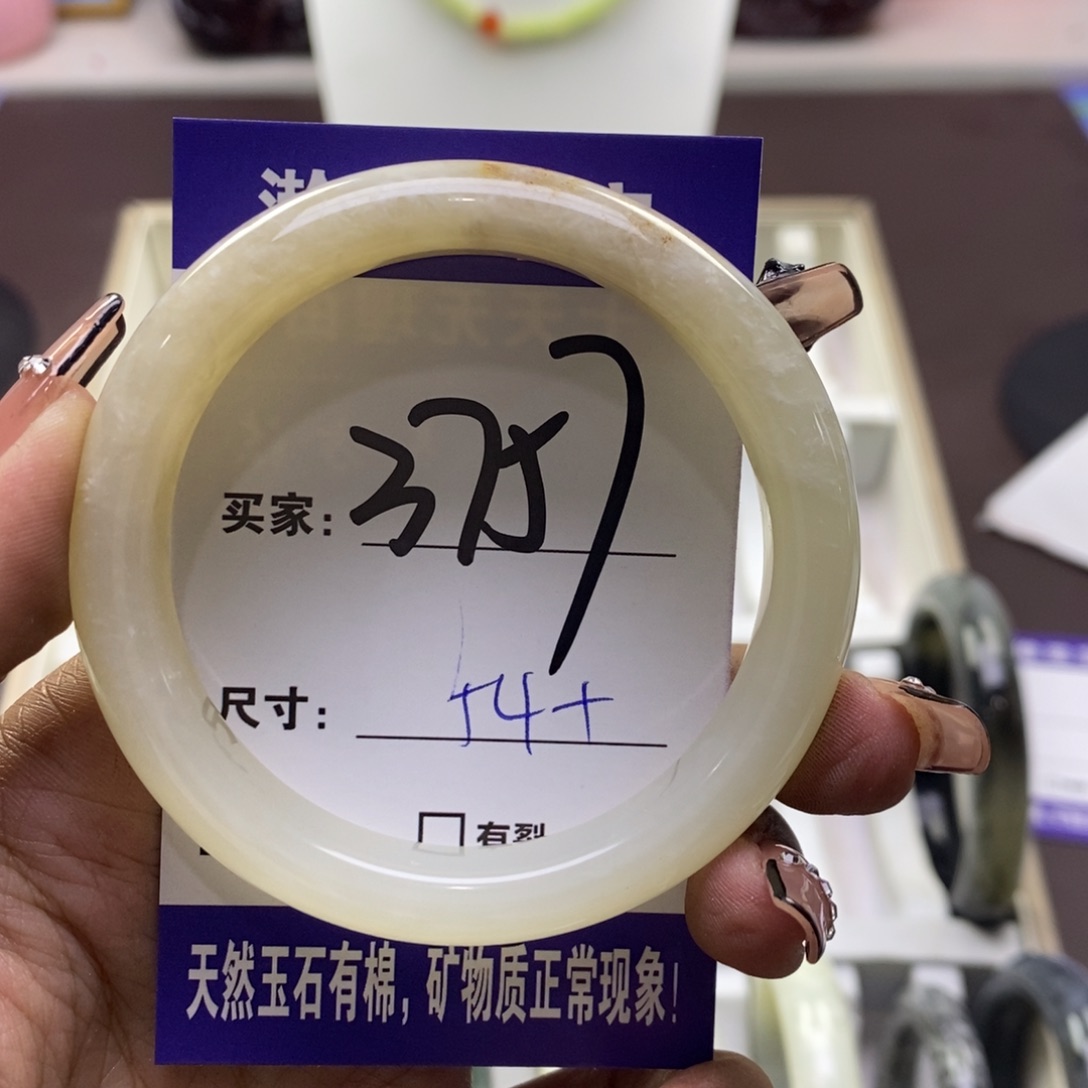 买家: 3757
尺寸: 54+
有裂
天然玉石有棉, 矿物质正常现象!